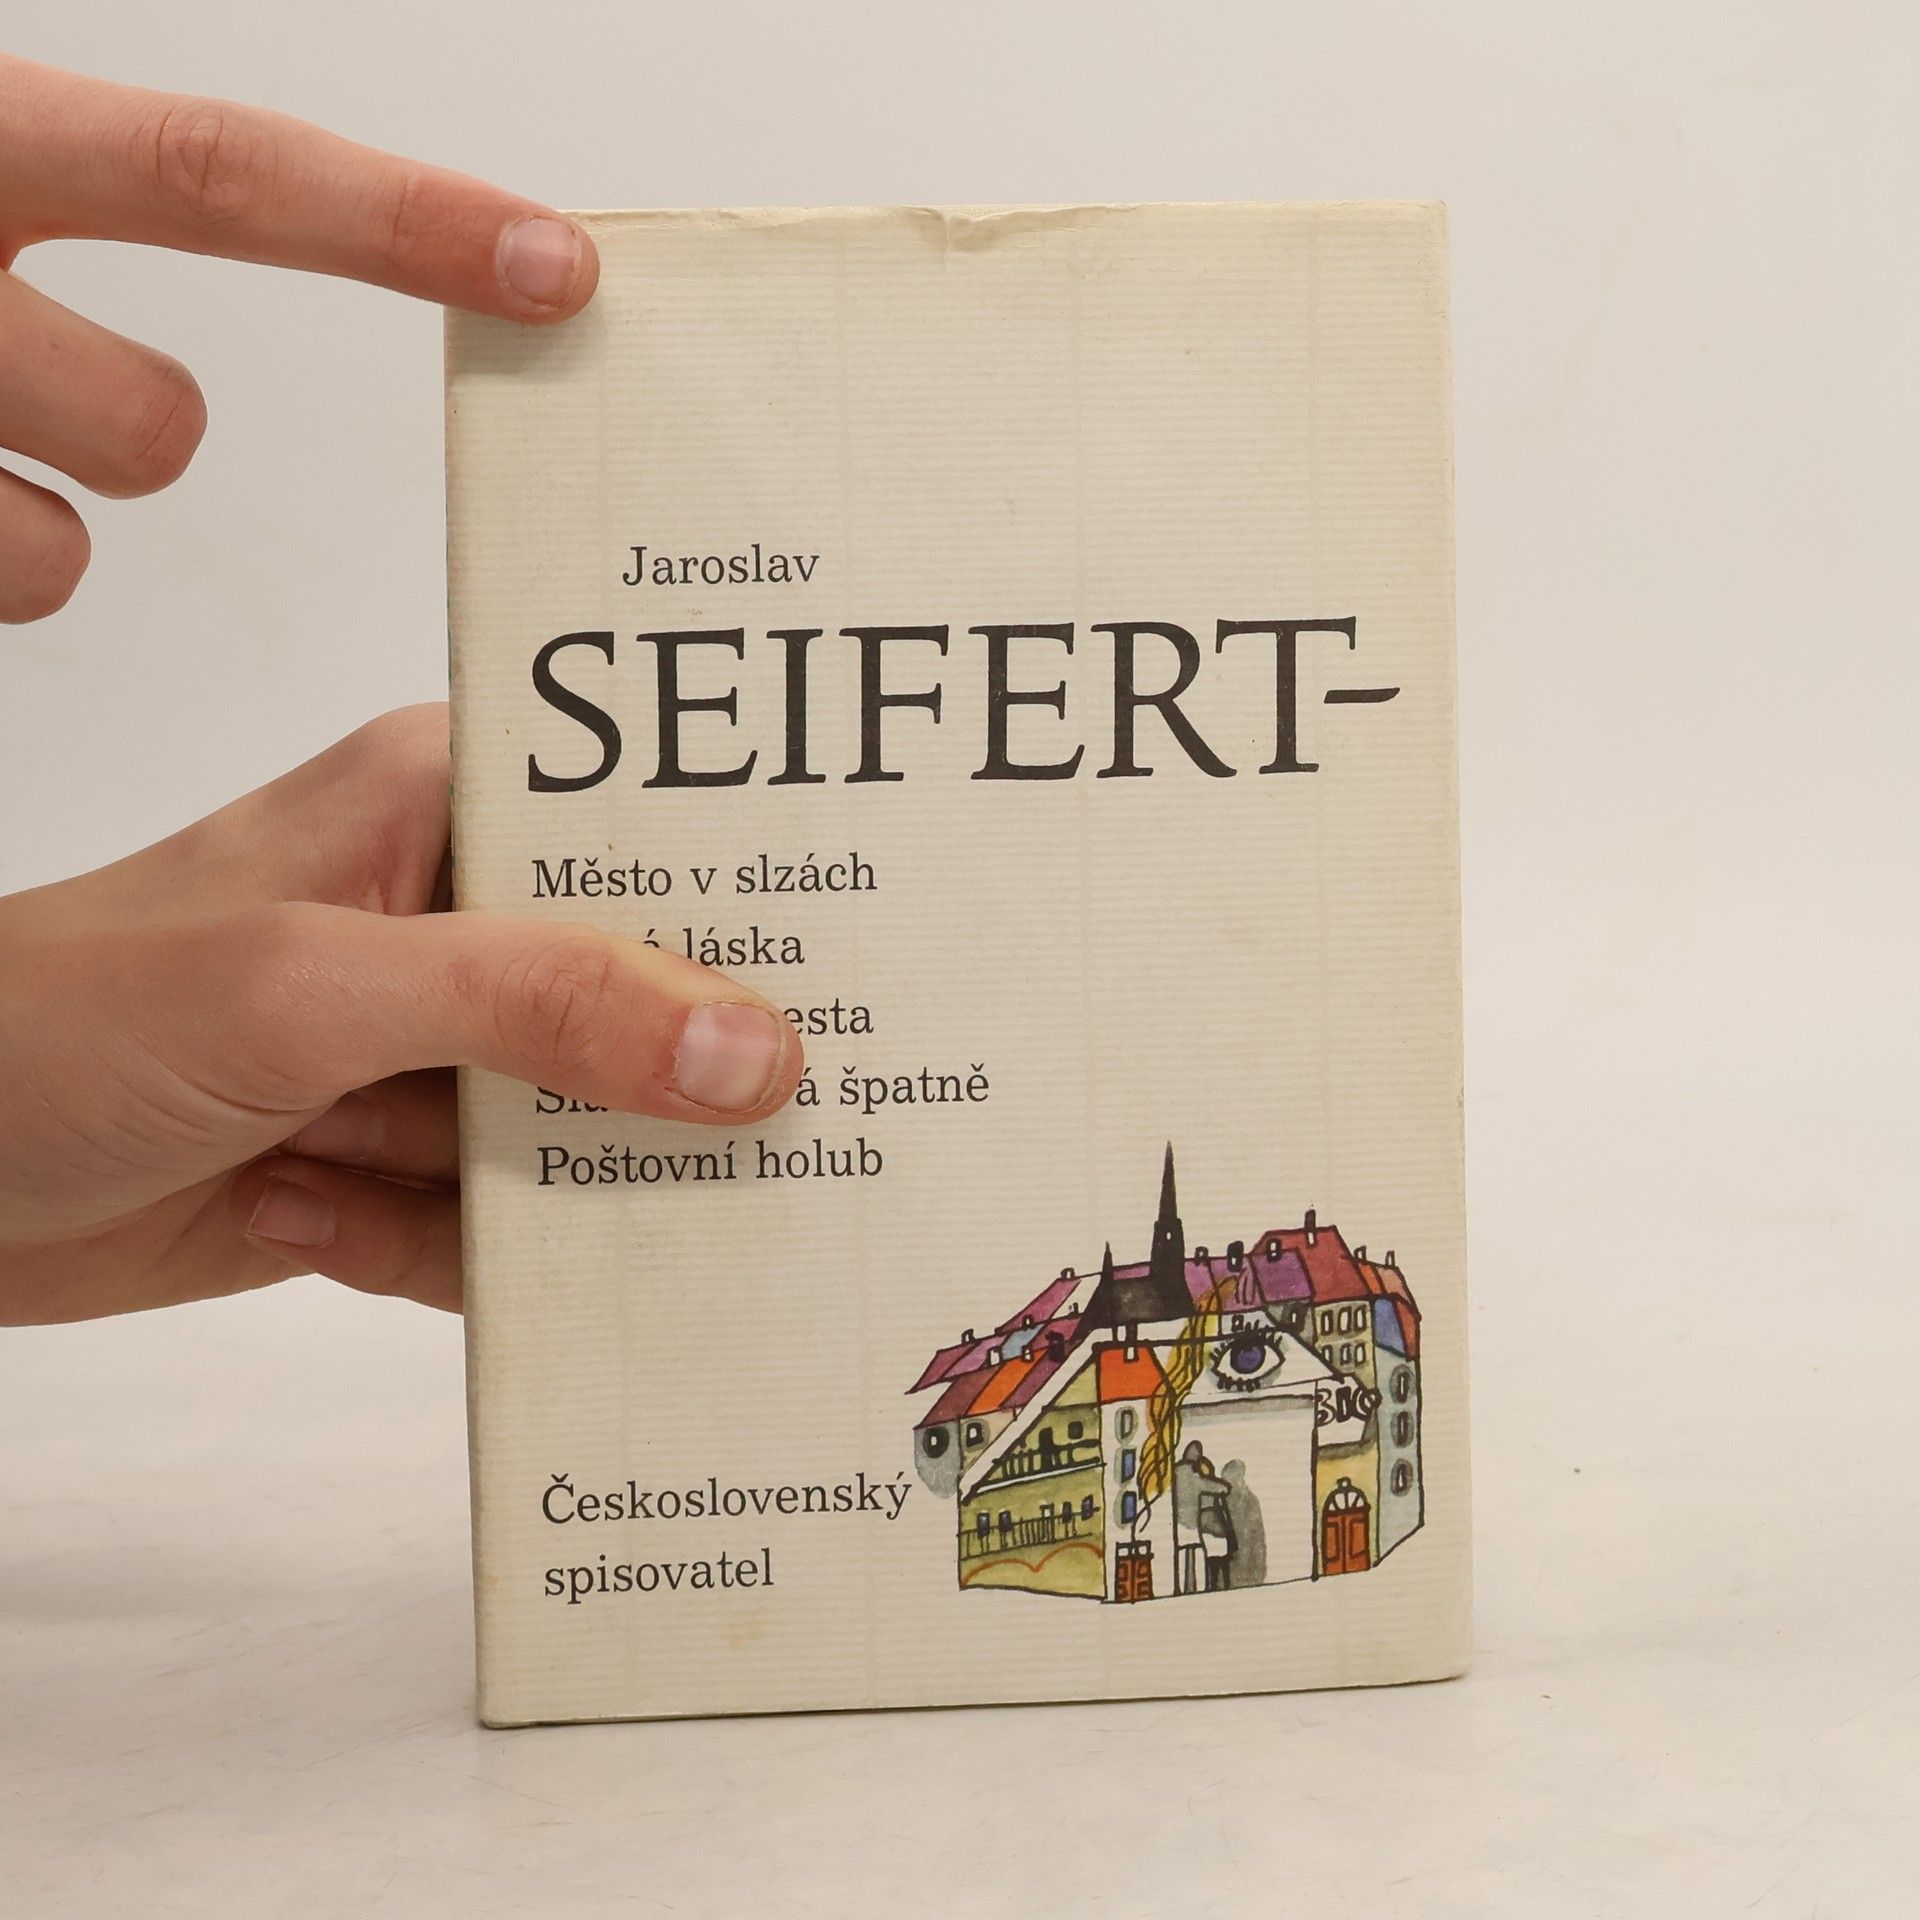 Jaroslav
SEIFERT-
Město v slzách
láska
špatně
Poštovní holub
BIO
Československý
spisovatel